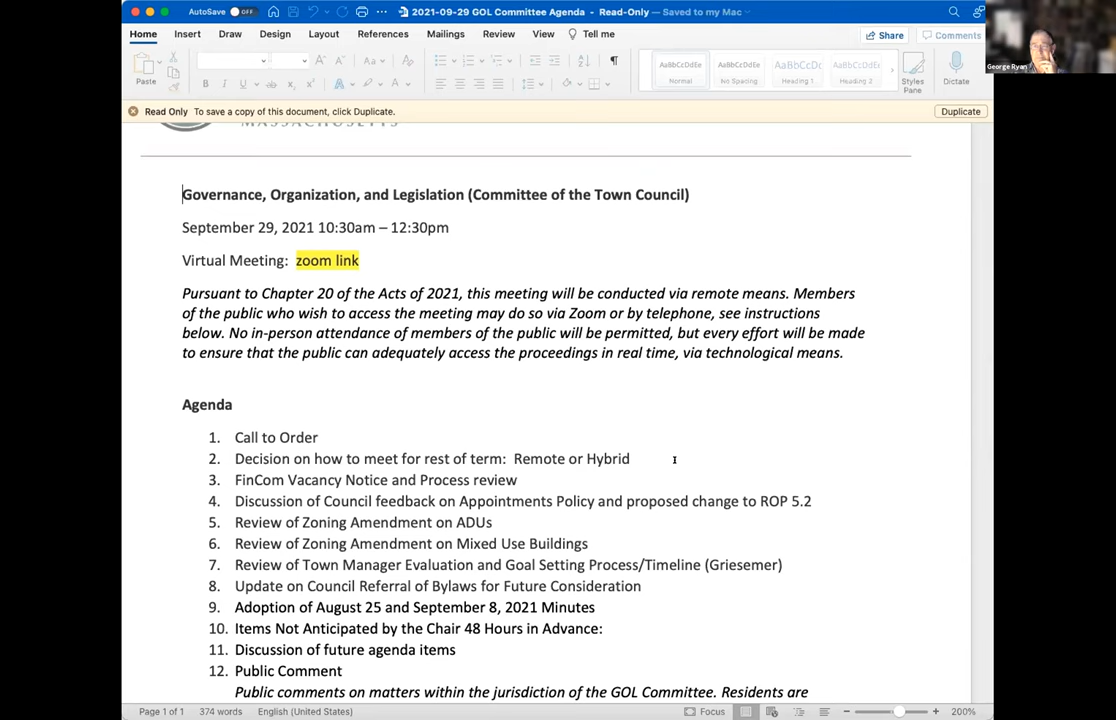 AutoSave OFF 2021-09-29 GOL Committee Agenda - Read-Only — Saved to my Mac
Home Insert Draw Design Layout References Mailings Review View Tell me Share Comments
Paste
AaBbCcDdEe AaBbCcDdEe AaBbCcDc AaBbCcDdEe
Normal No Spacing Heading 1 Heading 2 Styles Pane Dictate
George Ryan
Read Only To save a copy of this document, click Duplicate. Duplicate
MASSACHUSETTS
Governance, Organization, and Legislation (Committee of the Town Council)
September 29, 2021 10:30am – 12:30pm
Virtual Meeting: zoom link
Pursuant to Chapter 20 of the Acts of 2021, this meeting will be conducted via remote means. Members
of the public who wish to access the meeting may do so via Zoom or by telephone, see instructions
below. No in-person attendance of members of the public will be permitted, but every effort will be made
to ensure that the public can adequately access the proceedings in real time, via technological means.
Agenda
1. Call to Order
2. Decision on how to meet for rest of term: Remote or Hybrid
3. FinCom Vacancy Notice and Process review
4. Discussion of Council feedback on Appointments Policy and proposed change to ROP 5.2
5. Review of Zoning Amendment on ADUs
6. Review of Zoning Amendment on Mixed Use Buildings
7. Review of Town Manager Evaluation and Goal Setting Process/Timeline (Griesemer)
8. Update on Council Referral of Bylaws for Future Consideration
9. Adoption of August 25 and September 8, 2021 Minutes
10. Items Not Anticipated by the Chair 48 Hours in Advance:
11. Discussion of future agenda items
12. Public Comment
Public comments on matters within the jurisdiction of the GOL Committee. Residents are
Page 1 of 1 374 words English (United States) Focus 200%